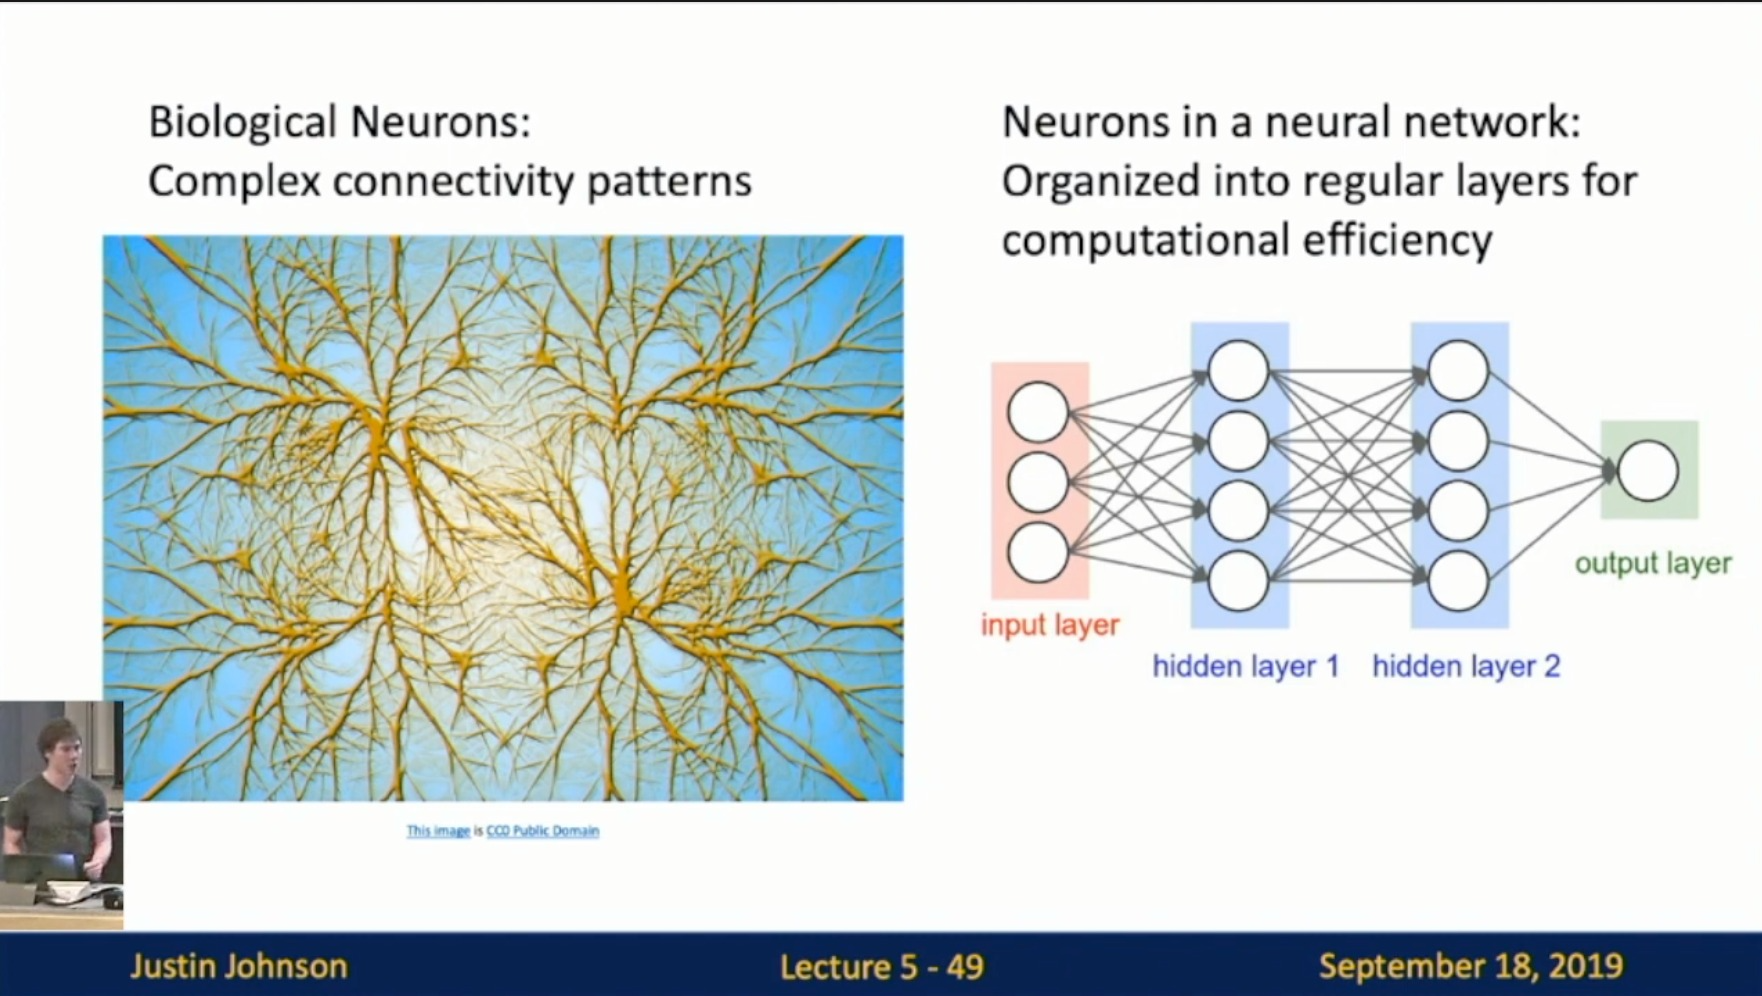 Biological Neurons:
Complex connectivity patterns
This image is CC0 Public Domain
Neurons in a neural network:
Organized into regular layers for
computational efficiency
input layer
hidden layer 1
hidden layer 2
output layer
Justin Johnson
Lecture 5 - 49
September 18, 2019